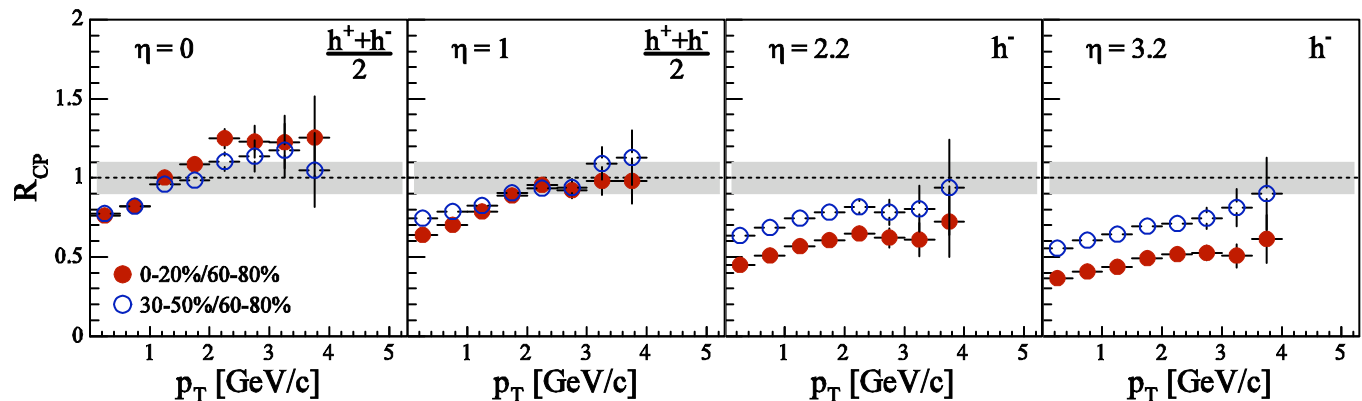 η = 0
h⁺+h⁻
2
η = 1
h⁺+h⁻
2
η = 2.2
h⁻
η = 3.2
h⁻
R_CP
2
1.5
1
0.5
0
0-20%/60-80%
30-50%/60-80%
1 2 3 4 5
1 2 3 4 5
1 2 3 4 5
1 2 3 4 5
p_T [GeV/c]
p_T [GeV/c]
p_T [GeV/c]
p_T [GeV/c]